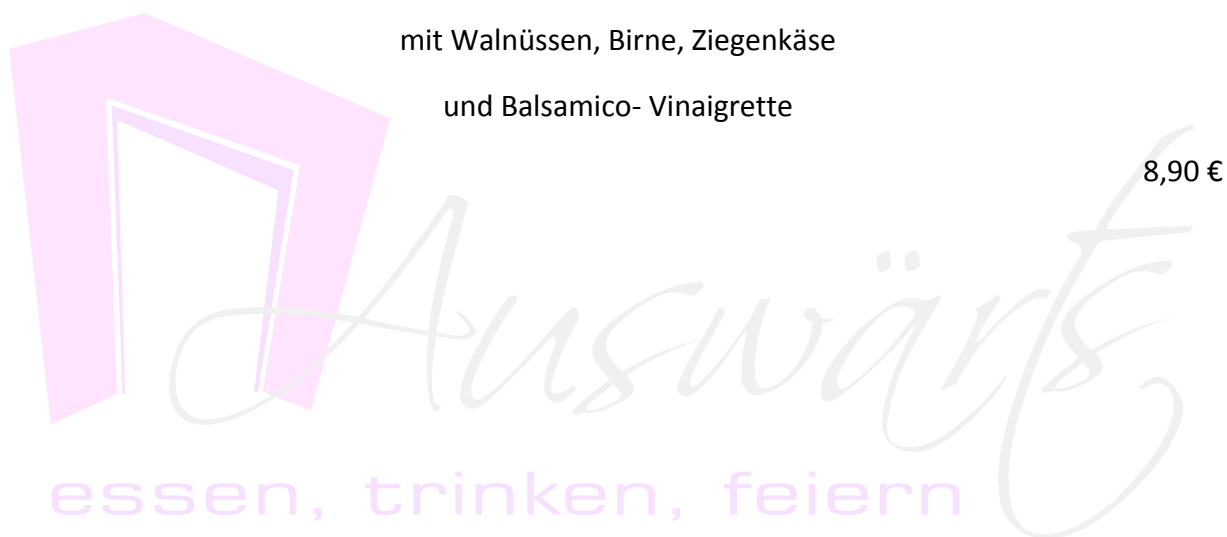 mit Walnüssen, Birne, Ziegenkäse
und Balsamico- Vinaigrette
8,90 €
Auswärts
essen, trinken, feiern